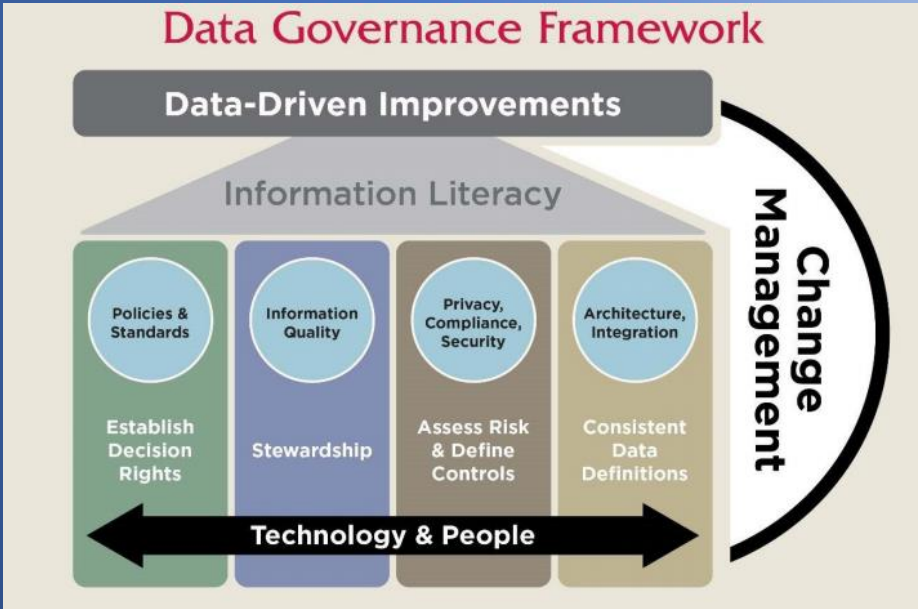 Data Governance Framework
Data-Driven Improvements
Information Literacy
Policies &
Standards
Establish
Decision
Rights
Information
Quality
Stewardship
Privacy,
Compliance,
Security
Assess Risk
& Define
Controls
Architecture,
Integration
Consistent
Data
Definitions
Technology & People
Change
Management